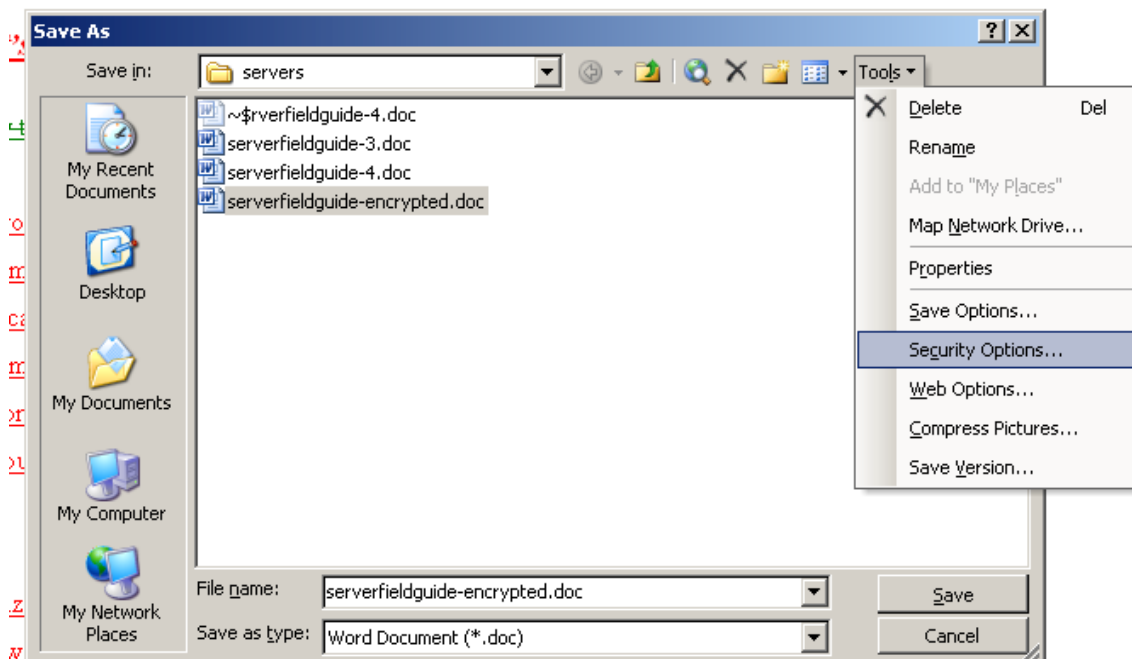 Save As
Save in:
servers
Tools
~$rverfieldguide-4.doc
serverfieldguide-3.doc
serverfieldguide-4.doc
serverfieldguide-encrypted.doc
My Recent
Documents
Desktop
My Documents
My Computer
My Network
Places
Delete Del
Rename
Add to "My Places"
Map Network Drive...
Properties
Save Options...
Security Options...
Web Options...
Compress Pictures...
Save Version...
File name:
serverfieldguide-encrypted.doc
Save
Save as type:
Word Document (*.doc)
Cancel